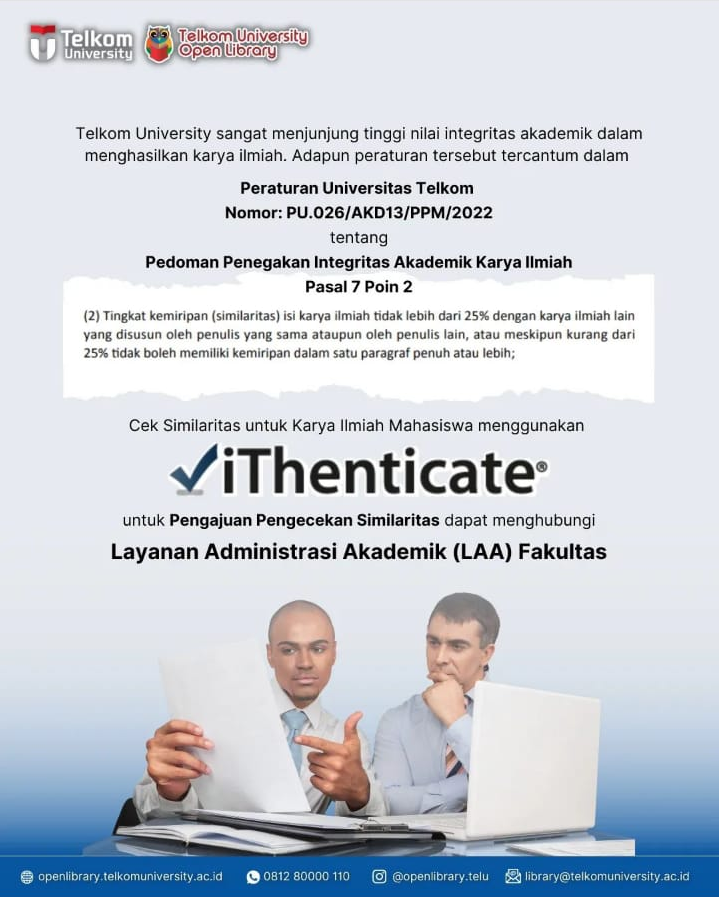 Telkom University
Telkom University Open Library
Telkom University sangat menjunjung tinggi nilai integritas akademik dalam
menghasilkan karya ilmiah. Adapun peraturan tersebut tercantum dalam
Peraturan Universitas Telkom
Nomor: PU.026/AKD13/PPM/2022
tentang
Pedoman Penegakan Integritas Akademik Karya Ilmiah
Pasal 7 Poin 2
(2) Tingkat kemiripan (similaritas) isi karya ilmiah tidak lebih dari 25% dengan karya ilmiah lain
yang disusun oleh penulis yang sama ataupun oleh penulis lain, atau meskipun kurang dari
25% tidak boleh memiliki kemiripan dalam satu paragraf penuh atau lebih;
Cek Similaritas untuk Karya Ilmiah Mahasiswa menggunakan
iThenticate®
untuk Pengajuan Pengecekan Similaritas dapat menghubungi
Layanan Administrasi Akademik (LAA) Fakultas
openlibrary.telkomuniversity.ac.id 0812 80000 110 @openlibrary.telu library@telkomuniversity.ac.id